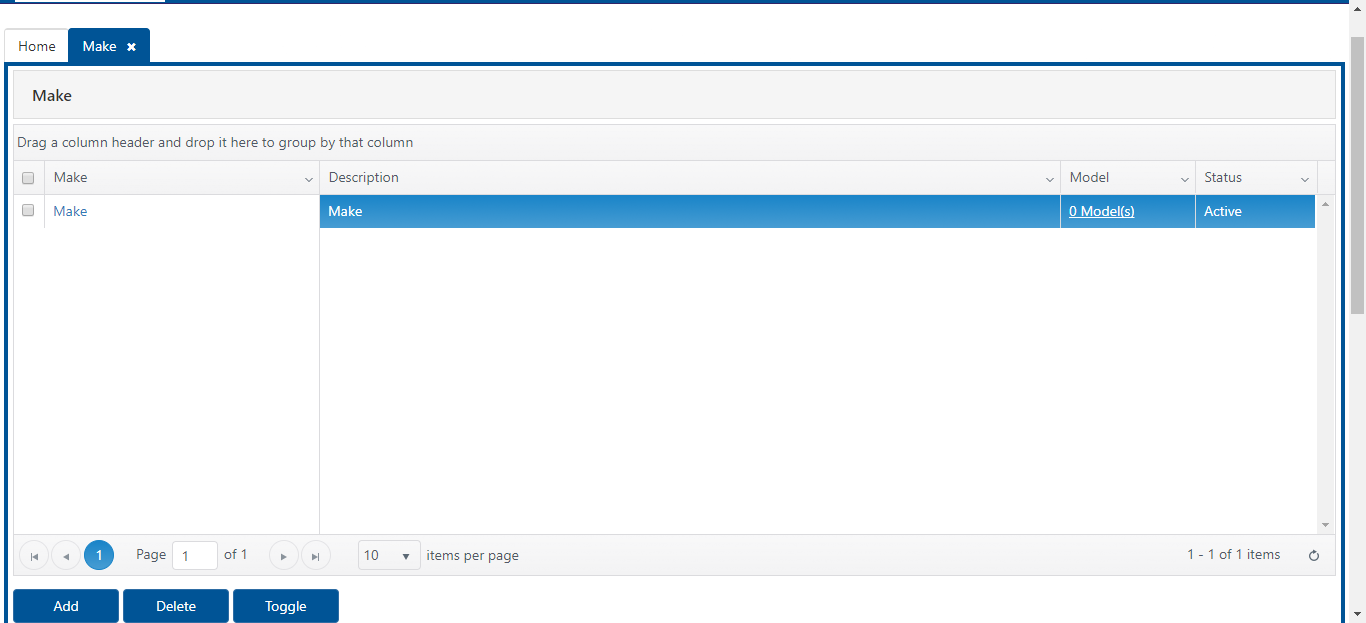 Home Make ✖
Make
Drag a column header and drop it here to group by that column
Make Description Model Status
Make Make 0 Model(s) Active
1 Page 1 of 1 10 items per page 1 - 1 of 1 items
Add Delete Toggle